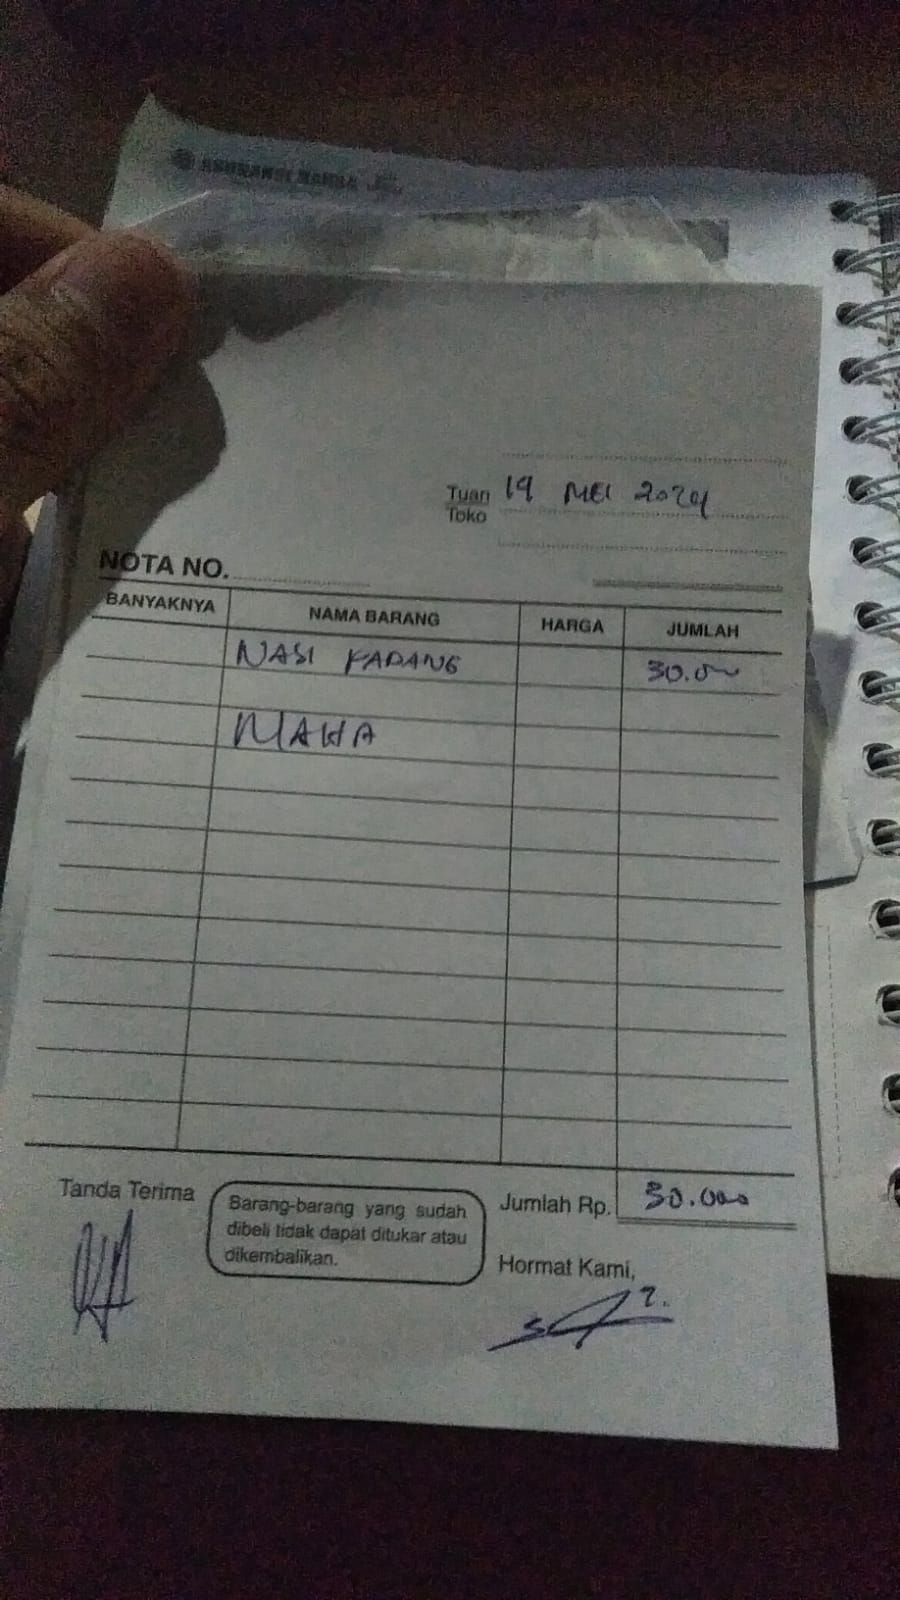 Tuan 19 MEI 2024
Toko
NOTA NO.
BANYAKNYA NAMA BARANG HARGA JUMLAH
NASI PADANG 30.000
MAHA
Tanda Terima
Barang-barang yang sudah
dibeli tidak dapat ditukar atau
dikembalikan.
Jumlah Rp. 30.000
Hormat Kami,